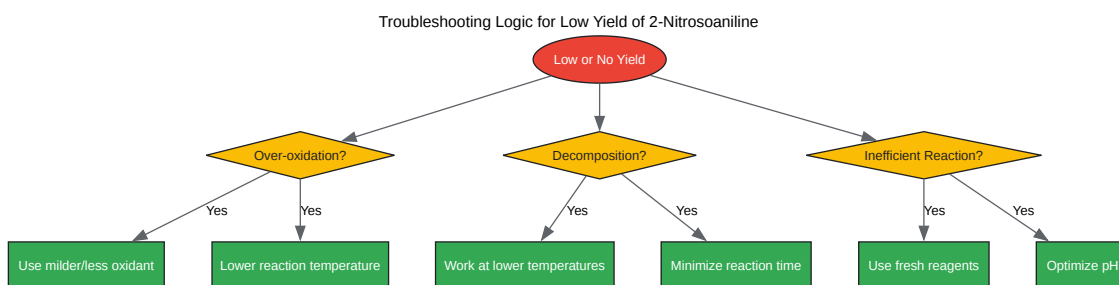 Troubleshooting Logic for Low Yield of 2-Nitrosoaniline
Low or No Yield
Over-oxidation?
Decomposition?
Inefficient Reaction?
Yes
Yes
Yes
Yes
Yes
Yes
Use milder/less oxidant
Lower reaction temperature
Work at lower temperatures
Minimize reaction time
Use fresh reagents
Optimize pH